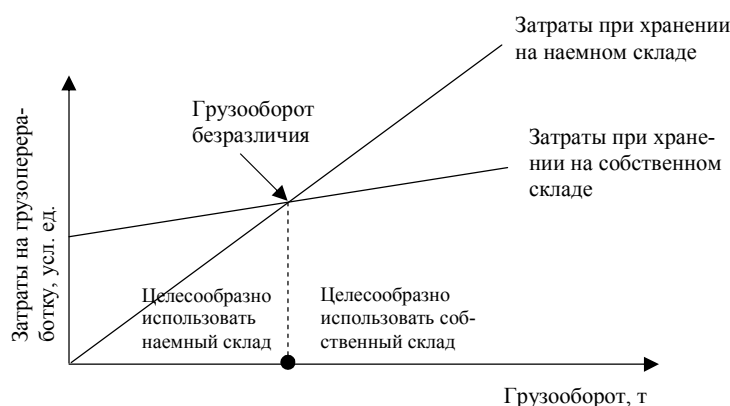 Затраты при хранении
на наемном складе
Грузооборот
безразличия
Затраты при хране-
нии на собственном
складе
Затраты на грузоперера-
ботку, усл. ед.
Целесообразно
использовать
наемный склад
Целесообразно
использовать соб-
ственный склад
Грузооборот, т